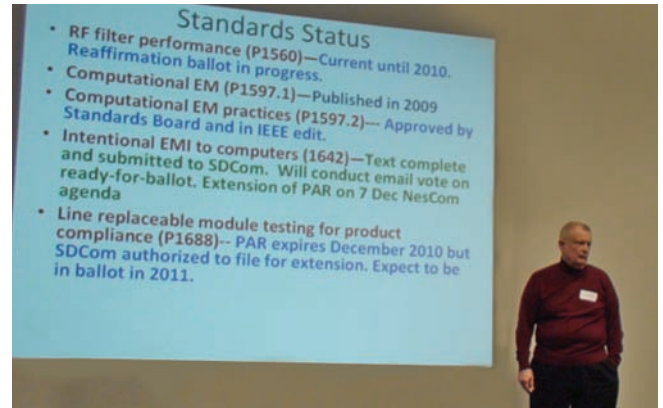 Standards Status
• RF filter performance (P1560)—Current until 2010.
Reaffirmation ballot in progress.
• Computational EM (P1597.1)—Published in 2009
• Computational EM practices (P1597.2)--- Approved by
Standards Board and in IEEE edit.
• Intentional EMI to computers (1642)—Text complete
and submitted to SDCom. Will conduct email vote on
ready-for-ballot. Extension of PAR on 7 Dec NesCom
agenda
• Line replaceable module testing for product
compliance (P1688)-- PAR expires December 2010 but
SDCom authorized to file for extension. Expect to be
in ballot in 2011.